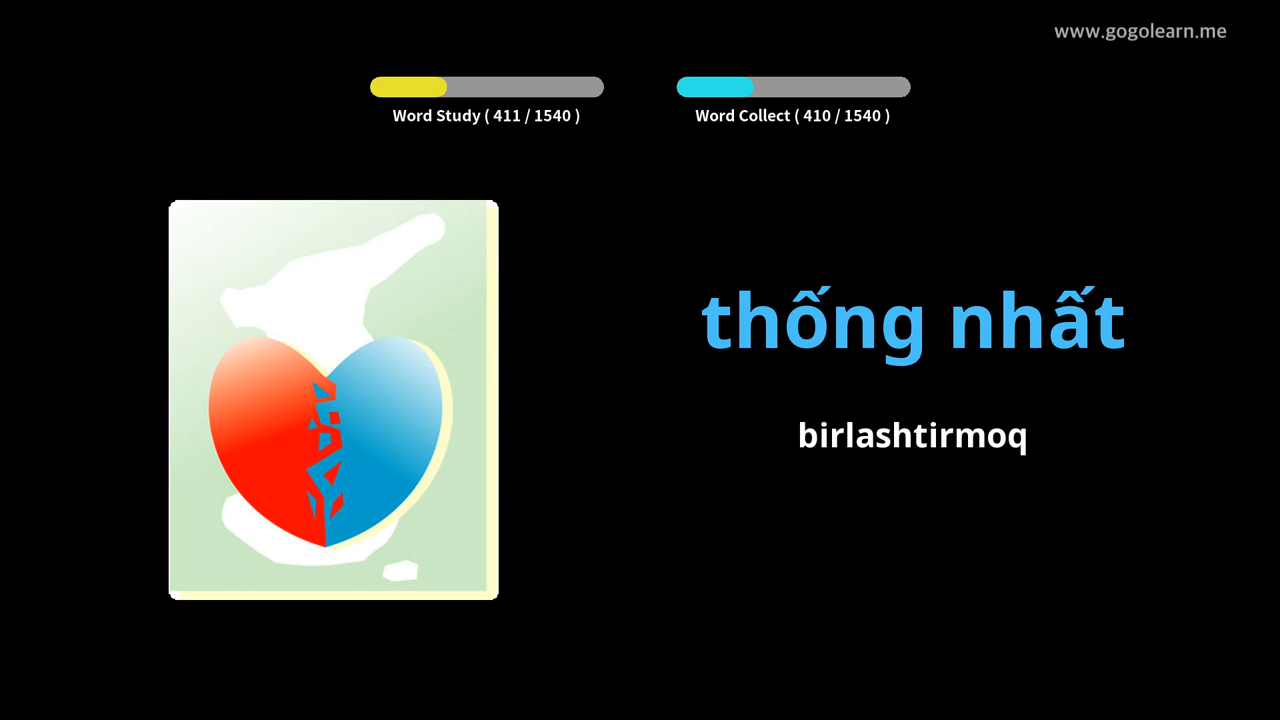 www.gogolearn.me
Word Study ( 411 / 1540 )
Word Collect ( 410 / 1540 )
thống nhất
birlashtirmoq